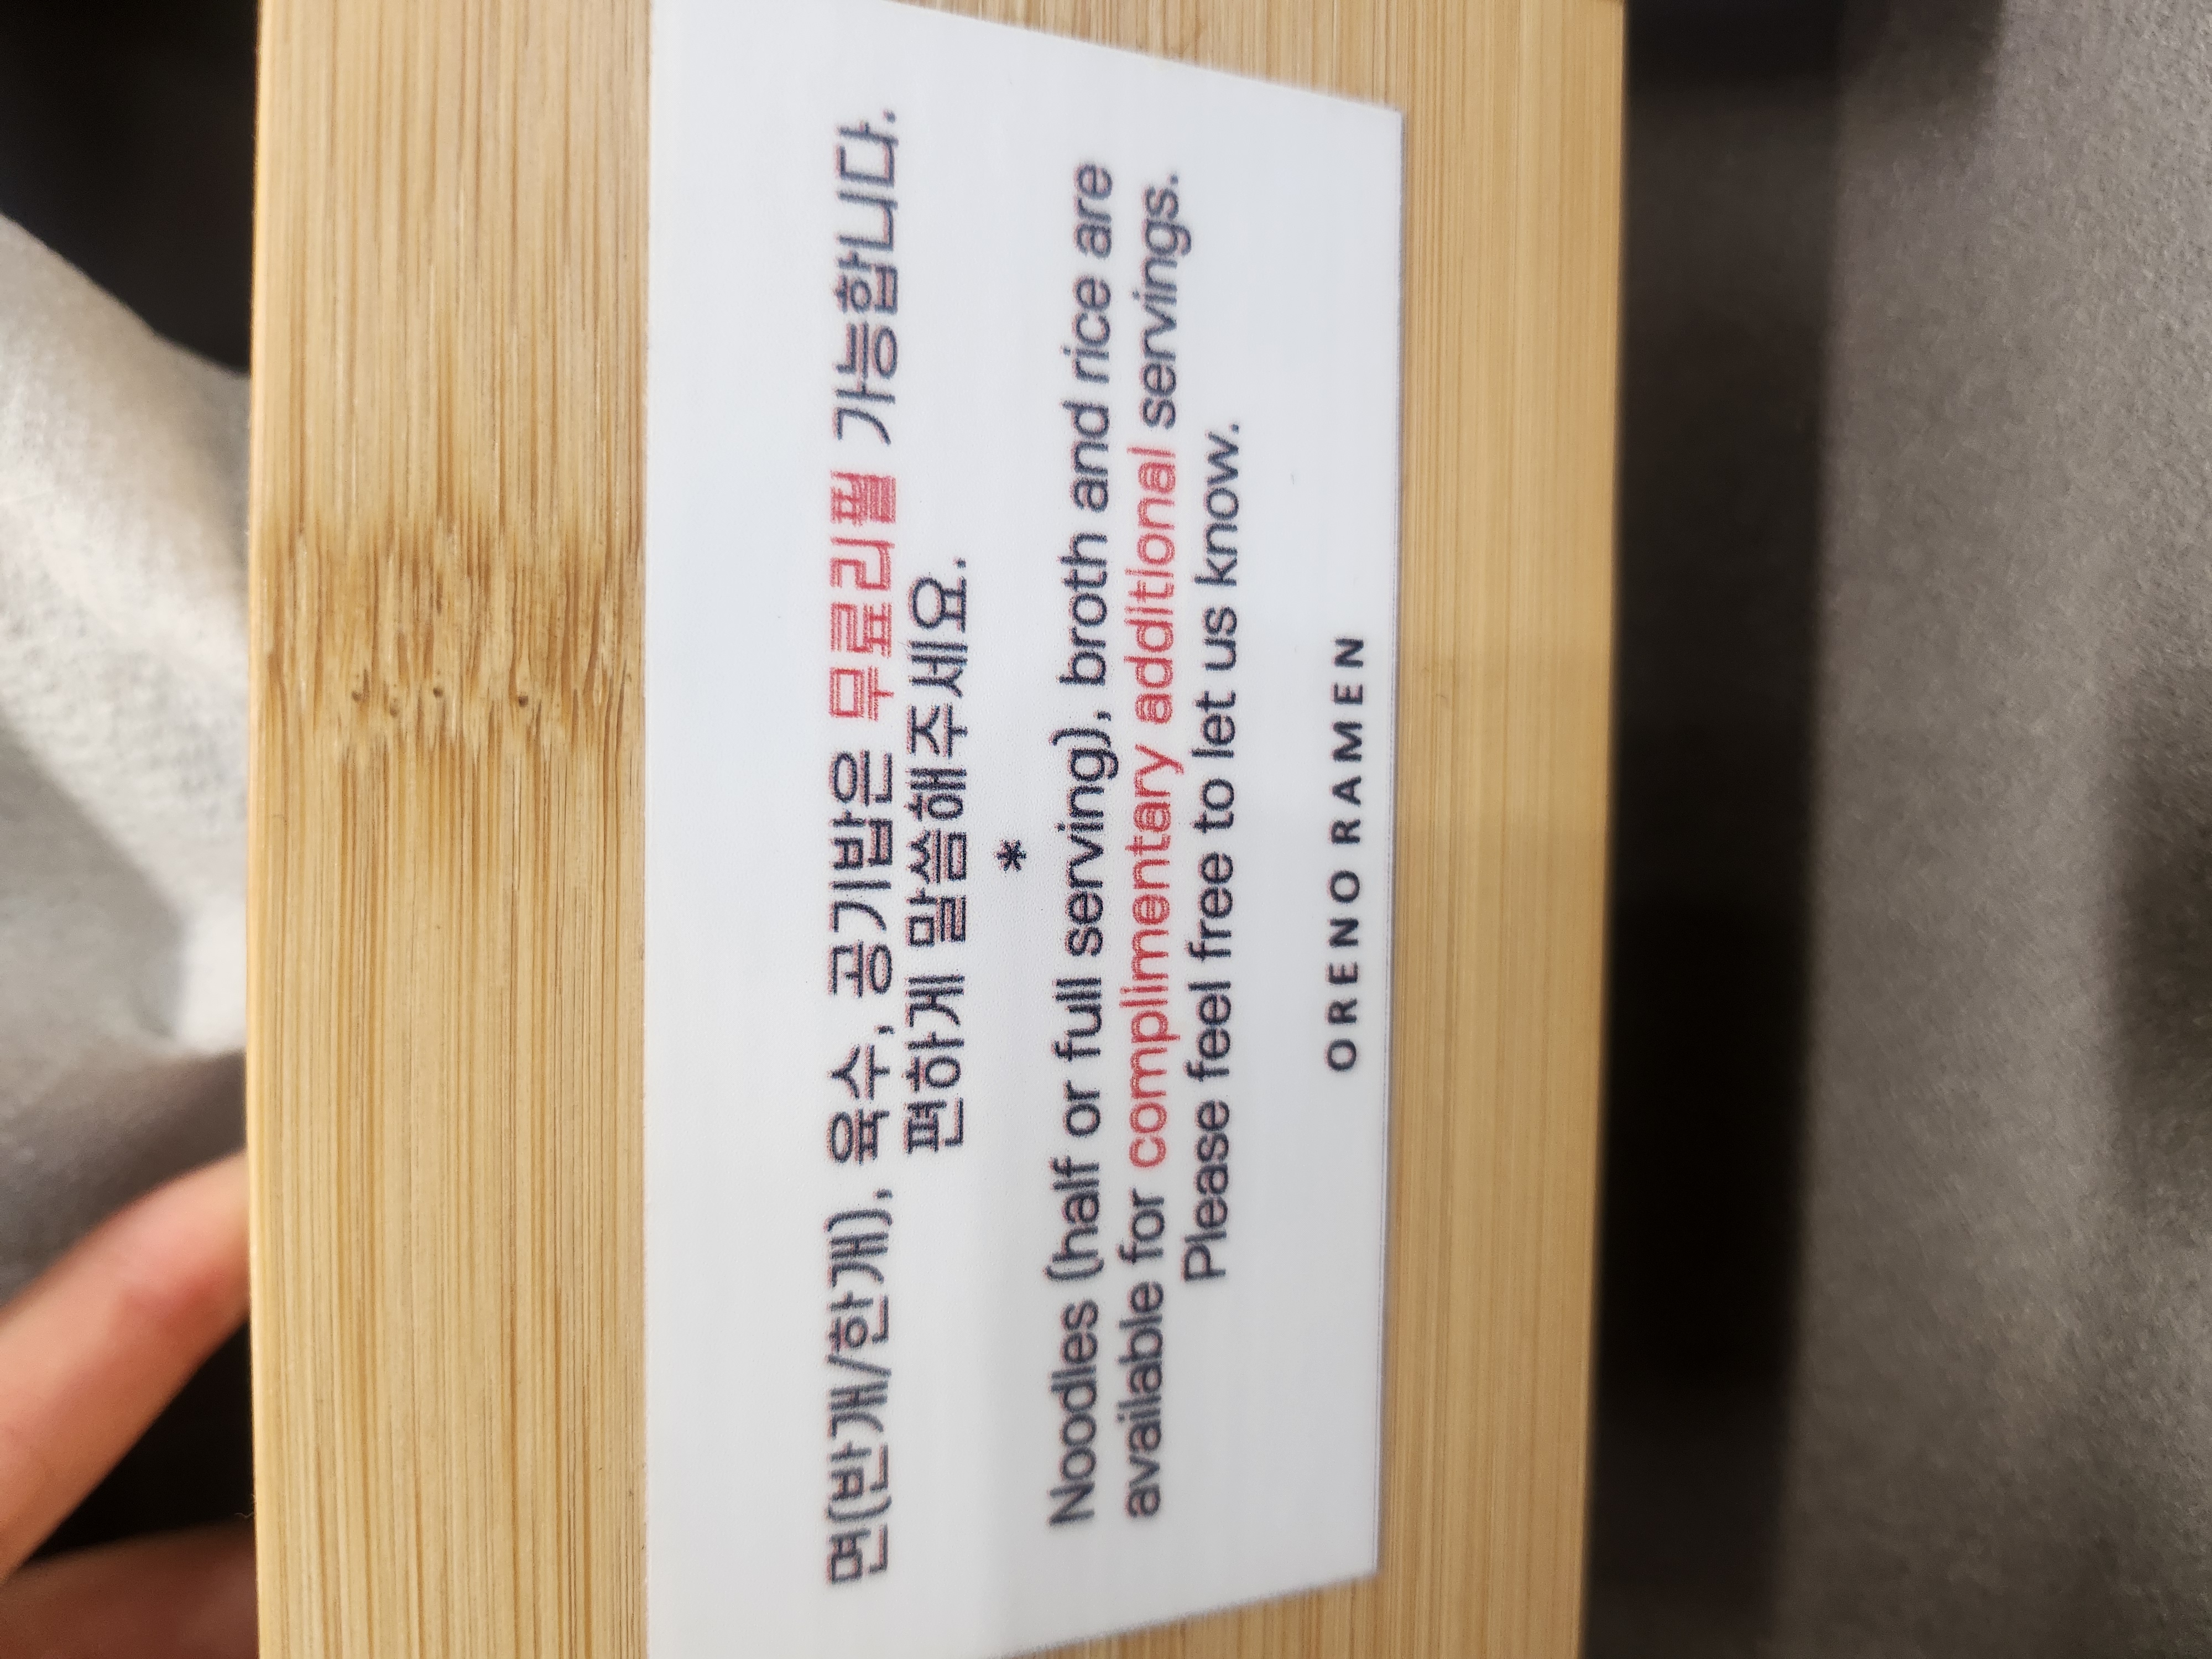 면(반개/한개), 육수, 공기밥은 무료리필 가능합니다.
편하게 말씀해주세요.
*
Noodles (half or full serving), broth and rice are
available for complimentary additional servings.
Please feel free to let us know.
ORENO RAMEN